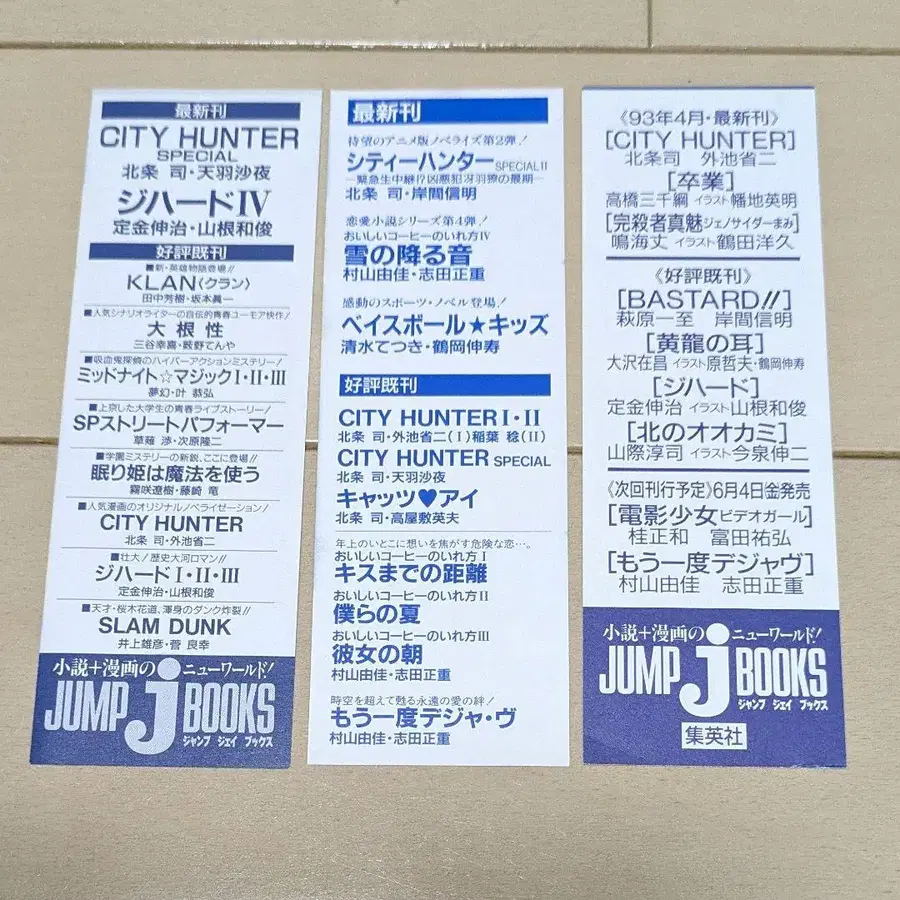 最新刊
CITY HUNTER
SPECIAL
北条 司・天羽沙夜
ジハードⅣ
定金伸治・山根和俊
好評既刊
■新・英雄物語登場!!
KLAN〈クラン〉
田中芳樹・坂本眞一
■人気シナリオライターの自伝的青春ユーモア快作!
大根性
三谷幸喜・藪野てんや
■吸血鬼探偵のハイパーアクションミステリー!
ミッドナイト☆マジックⅠ・Ⅱ・Ⅲ
夢幻・叶 恭弘
■上京した大学生の青春ライブストーリー!
SPストリートパフォーマー
草薙 渉・次原隆二
■学園ミステリーの新鋭、ここに登場!!
眠り姫は魔法を使う
霧咲遼樹・藤崎 竜
■人気漫画のオリジナルノベライゼーション!
CITY HUNTER
北条 司・外池省二
■壮大!歴史大河ロマン!!
ジハードⅠ・Ⅱ・Ⅲ
定金伸治・山根和俊
■天才・桜木花道、渾身のダンク炸裂!!
SLAM DUNK
井上雄彦・菅 良幸
小説+漫画のニューワールド!
JUMP j BOOKS
ジャンプ ジェイ ブックス
最新刊
待望のアニメ版ノベライズ第2弾!
シティーハンター SPECIALⅡ
―緊急生中継!?凶悪犯冴羽獠の最期―
北条 司・岸間信明
恋愛小説シリーズ第4弾!
おいしいコーヒーのいれ方Ⅳ
雪の降る音
村山由佳・志田正重
感動のスポーツ・ノベル登場!
ベイスボール★キッズ
清水てつき・鶴岡伸寿
好評既刊
CITY HUNTERⅠ・Ⅱ
北条 司・外池省二(Ⅰ)稲葉 稔(Ⅱ)
CITY HUNTER SPECIAL
北条 司・天羽沙夜
キャッツ♥アイ
北条 司・高屋敷英夫
年上のいとこに想いを焦がす危険な恋…。
おいしいコーヒーのいれ方Ⅰ
キスまでの距離
おいしいコーヒーのいれ方Ⅱ
僕らの夏
おいしいコーヒーのいれ方Ⅲ
彼女の朝
村山由佳・志田正重
時空を超えて甦る永遠の愛の絆!
もう一度デジャ・ヴ
村山由佳・志田正重
《93年4月・最新刊》
[CITY HUNTER]
北条司 外池省二
[卒業]
高橋三千綱 イラスト 幡地英明
[完殺者真魅 ジェノサイダーまみ]
鳴海丈 イラスト 鶴田洋久
《好評既刊》
[BASTARD!!]
萩原一至 岸間信明
[黄龍の耳]
大沢在昌 イラスト 原哲夫・鶴岡伸寿
[ジハード]
定金伸治 イラスト 山根和俊
[北のオオカミ]
山際淳司 イラスト 今泉伸二
《次回刊行予定》6月4日(金)発売
[電影少女 ビデオガール]
桂正和 富田祐弘
[もう一度デジャヴ]
村山由佳 志田正重
小説+漫画のニューワールド!
JUMP j BOOKS
ジャンプ ジェイ ブックス
集英社